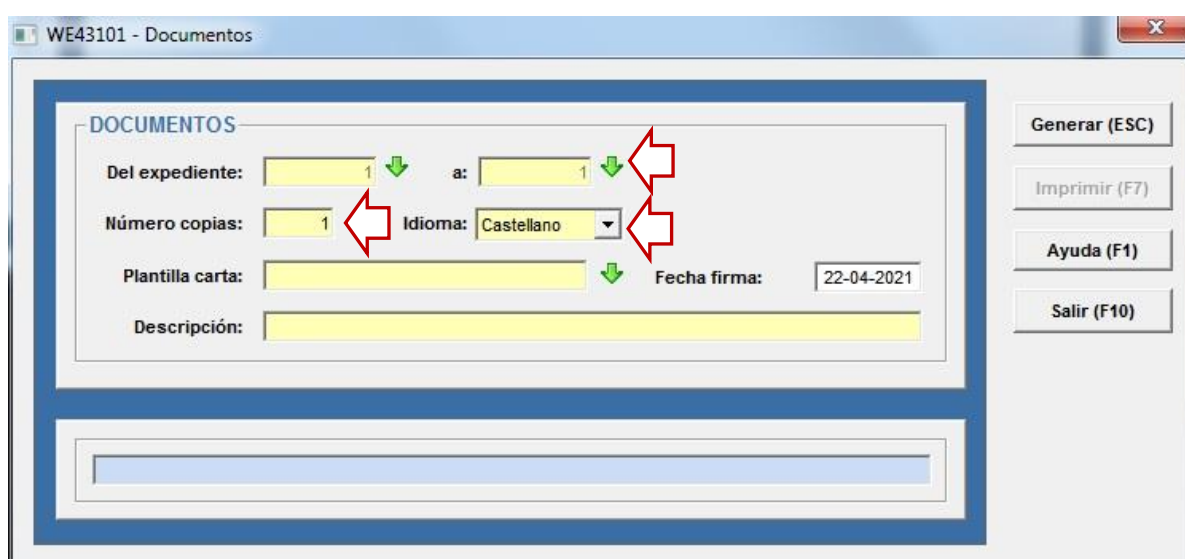 WE43101 - Documentos
X
DOCUMENTOS
Del expediente: 1 a: 1
Número copias: 1 Idioma: Castellano
Plantilla carta: Fecha firma: 22-04-2021
Descripción:
Generar (ESC)
Imprimir (F7)
Ayuda (F1)
Salir (F10)